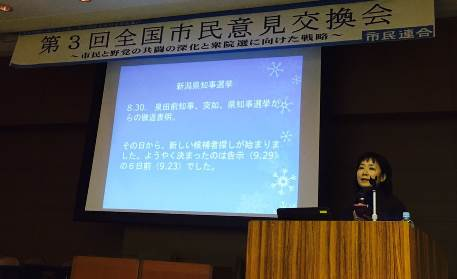 第3回全国市民意見交換会
~市民と野党の共闘の深化と衆院選に向けた戦略~
市民連合
新潟県知事選挙
8.30. 泉田前知事、突如、県知事選挙か
らの撤退表明。
その日から、新しい候補者探しが始まりま
した。ようやく決まったのは告示（9.29）
の６日前（9.23）でした。